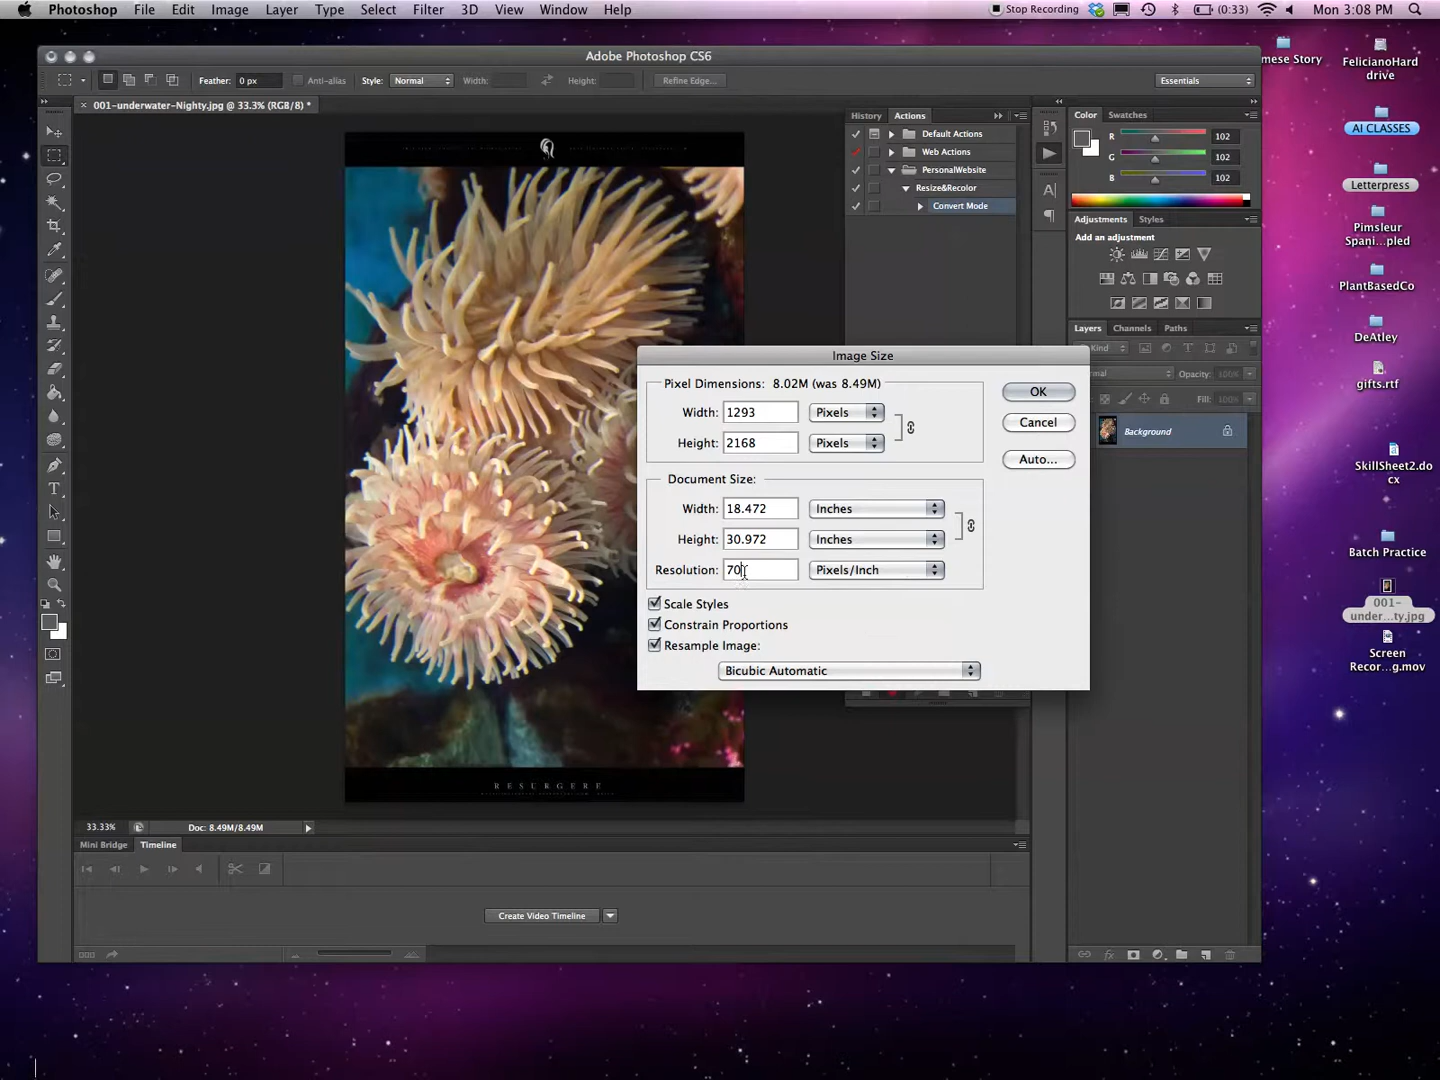 Photoshop File Edit Image Layer Type Select Filter 3D View Window Help Stop Recording (0:33) Mon 3:08 PM
Adobe Photoshop CS6
Feather: 0 px Anti-alias Style: Normal Width: Height: Refine Edge... Essentials
× 001-underwater-Nighty.jpg @ 33.3% (RGB/8) *
History Actions
Default Actions
Web Actions
PersonalWebsite
Resize&Recolor
Convert Mode
Color Swatches
R 102
G 102
B 102
Adjustments Styles
Add an adjustment
Layers Channels Paths
Kind
Opacity: 100%
Fill: 100%
Background
Image Size
Pixel Dimensions: 8.02M (was 8.49M)
Width: 1293 Pixels
Height: 2168 Pixels
Document Size:
Width: 18.472 Inches
Height: 30.972 Inches
Resolution: 70 Pixels/Inch
Scale Styles
Constrain Proportions
Resample Image:
Bicubic Automatic
OK
Cancel
Auto...
RESURGERE
33.33% Doc: 8.49M/8.49M
Mini Bridge Timeline
Create Video Timeline
mese Story
FelicianoHard
drive
AI CLASSES
Letterpress
Pimsleur
Spani...pled
PlantBasedCo
DeAtley
gifts.rtf
SkillSheet2.do
cx
Batch Practice
001-
under...ty.jpg
Screen
Recor...g.mov